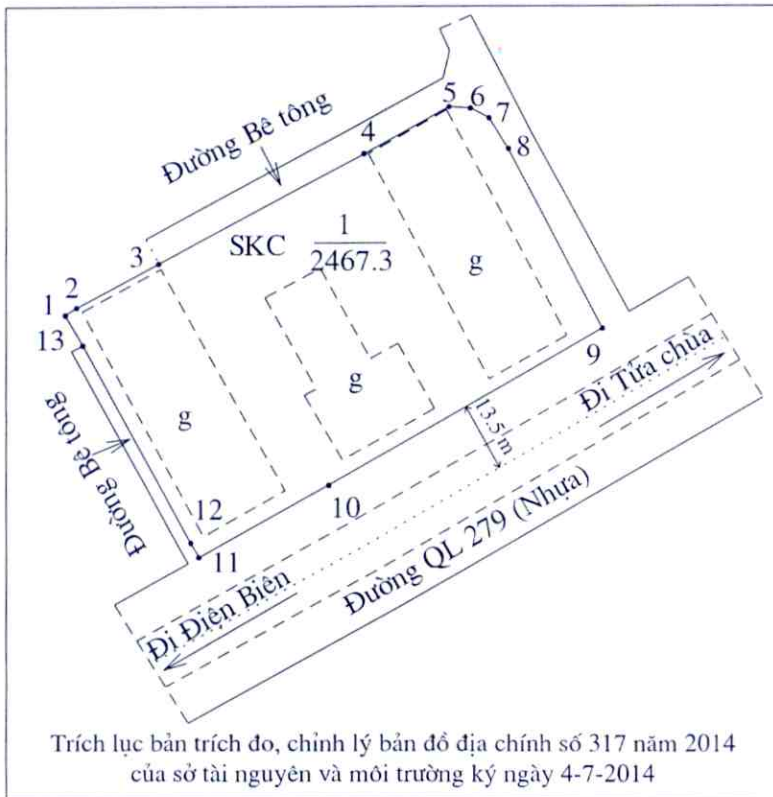 Đường Bê tông
5
6
7
4
8
SKC
1
2467.3
3
g
2
1
13
g
9
Đi Tửa chùa
g
13.5 m
Đường Bê tông
12
10
11
Đường QL 279 (Nhựa)
Đi Điện Biên
Trích lục bản trích đo, chỉnh lý bản đồ địa chính số 317 năm 2014
của sở tài nguyên và môi trường ký ngày 4-7-2014